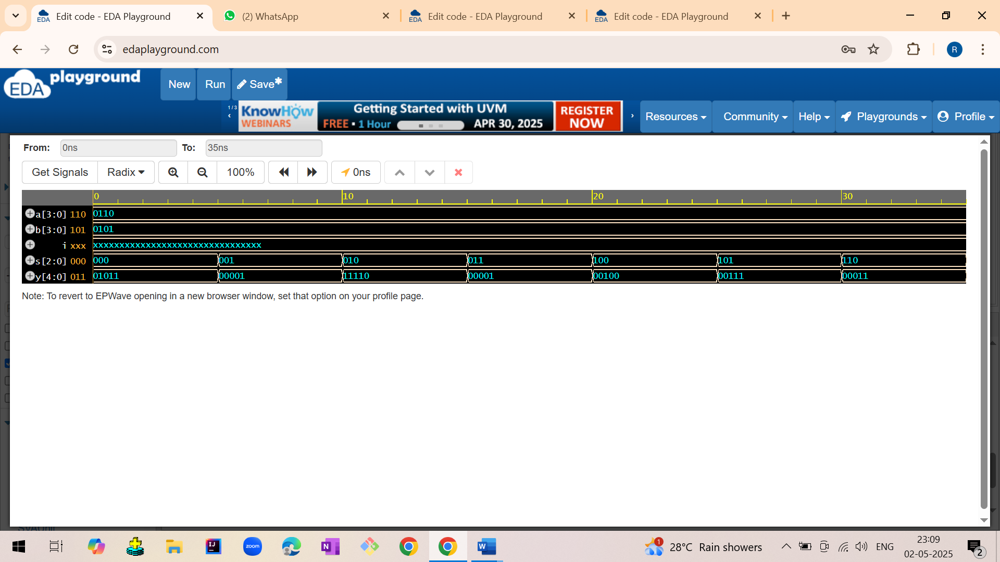 Edit code - EDA Playground
(2) WhatsApp
Edit code - EDA Playground
Edit code - EDA Playground
edaplayground.com
R
EDA playground
New
Run
Save*
1 / 3
KnowHow
WEBINARS
Getting Started with UVM
FREE ▪ 1 Hour
APR 30, 2025
REGISTER
NOW
Resources
Community
Help
Playgrounds
Profile
From: 0ns To: 35ns
Get Signals
Radix
100%
0ns
0 10 20 30
a[3:0] 110 0110
b[3:0] 101 0101
i xxx xxxxxxxxxxxxxxxxxxxxxxxxxxxxxxxx
s[2:0] 000 000 001 010 011 100 101 110
y[4:0] 011 01011 00001 11110 00001 00100 00111 00011
Note: To revert to EPWave opening in a new browser window, set that option on your profile page.
zoom
1
28°C Rain showers
ENG
23:09
02-05-2025
2